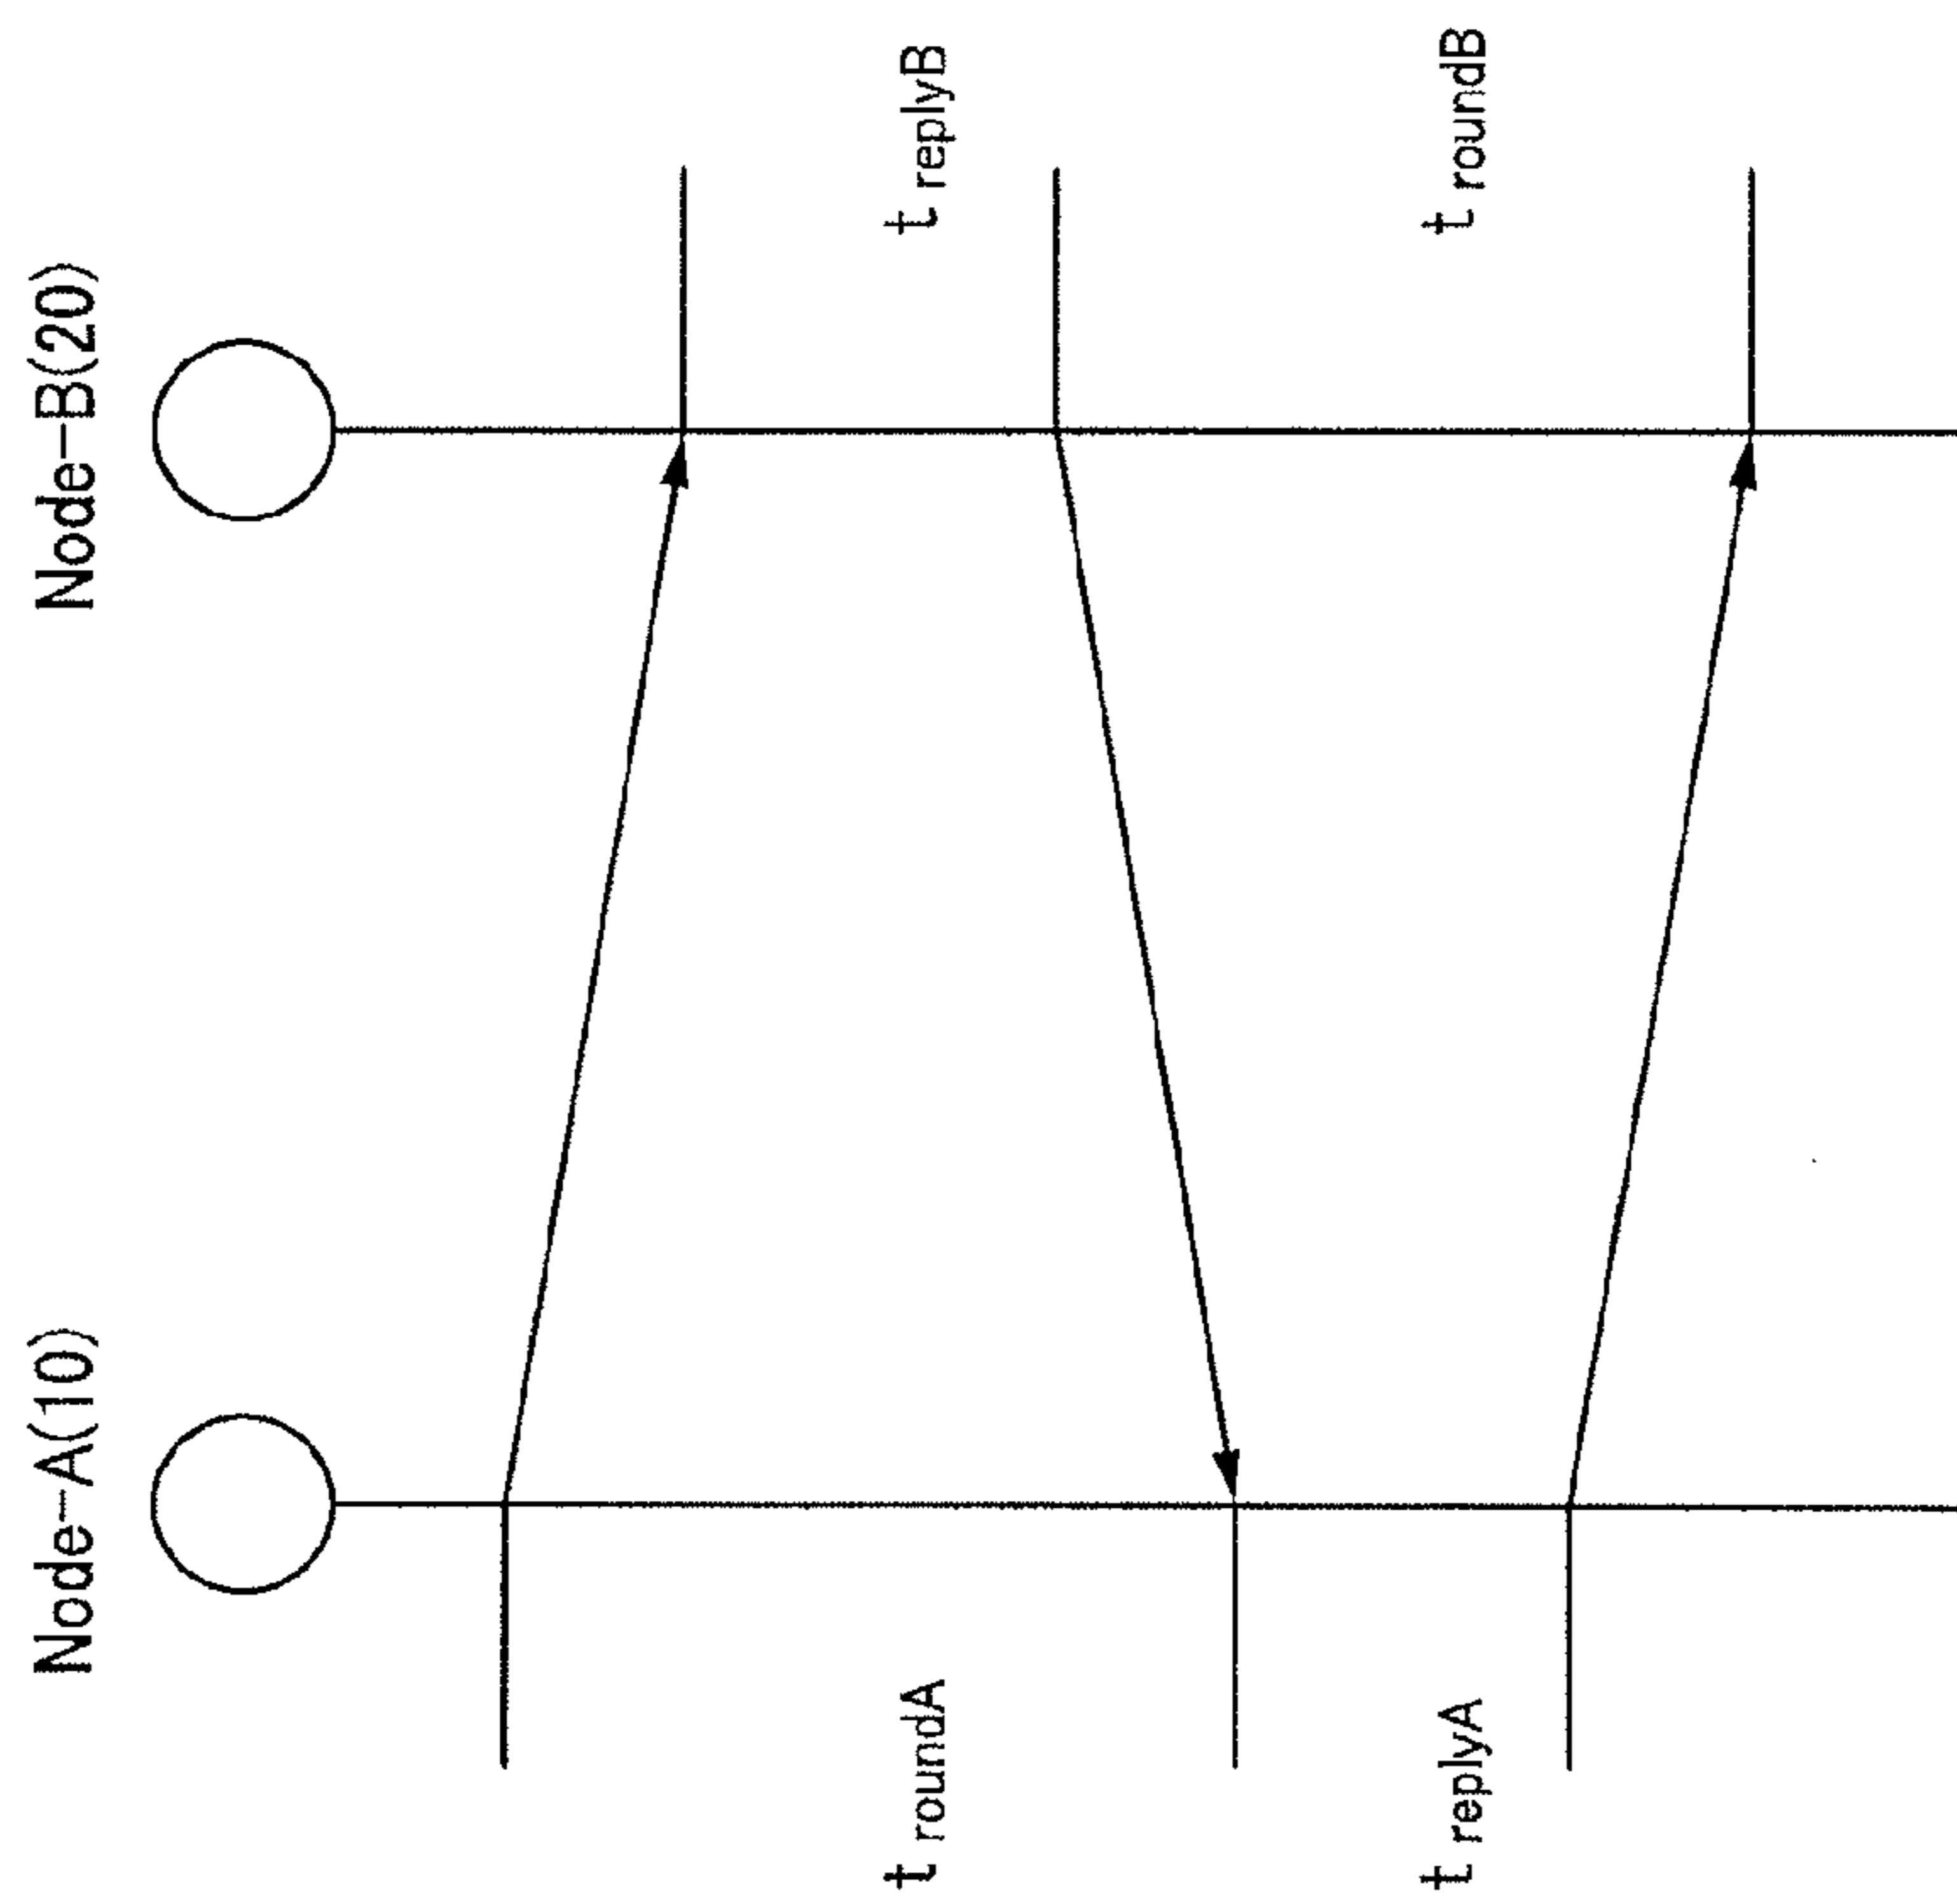 Node-A(10)
Node-B(20)
t roundA
t replyB
t replyA
t roundB